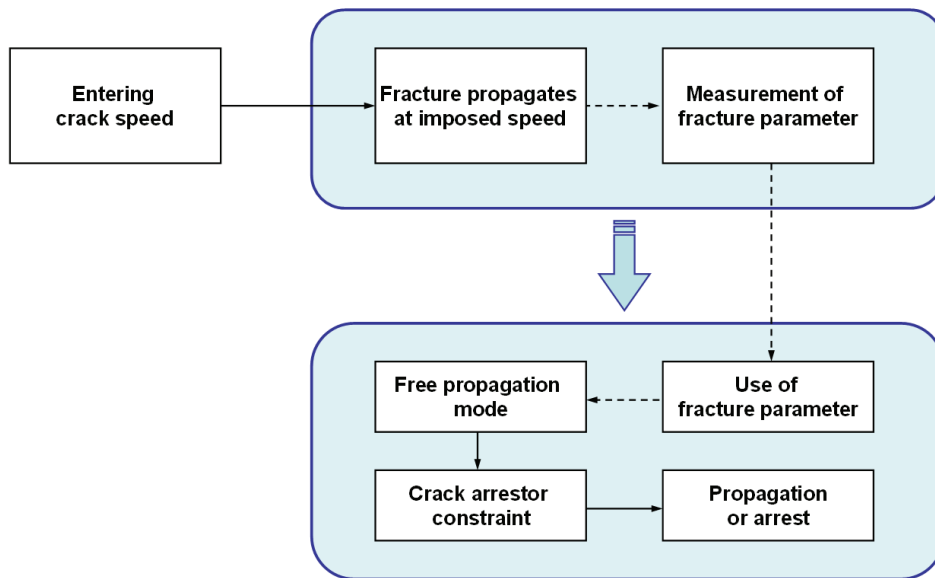 Entering
crack speed
Fracture propagates
at imposed speed
Measurement of
fracture parameter
Free propagation
mode
Use of
fracture parameter
Crack arrestor
constraint
Propagation
or arrest